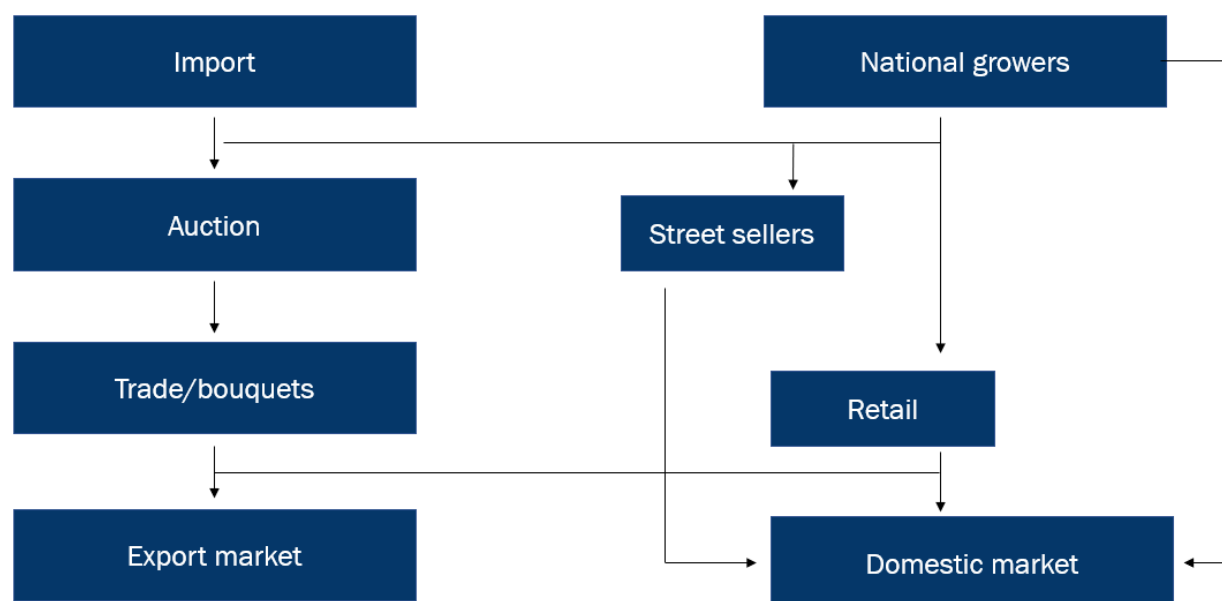 Import
National growers
Auction
Street sellers
Trade/bouquets
Retail
Export market
Domestic market